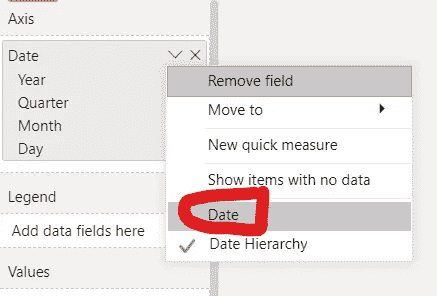 Axis
Date
Year
Quarter
Month
Day
Legend
Add data fields here
Values
Remove field
Move to
New quick measure
Show items with no data
Date
Date Hierarchy